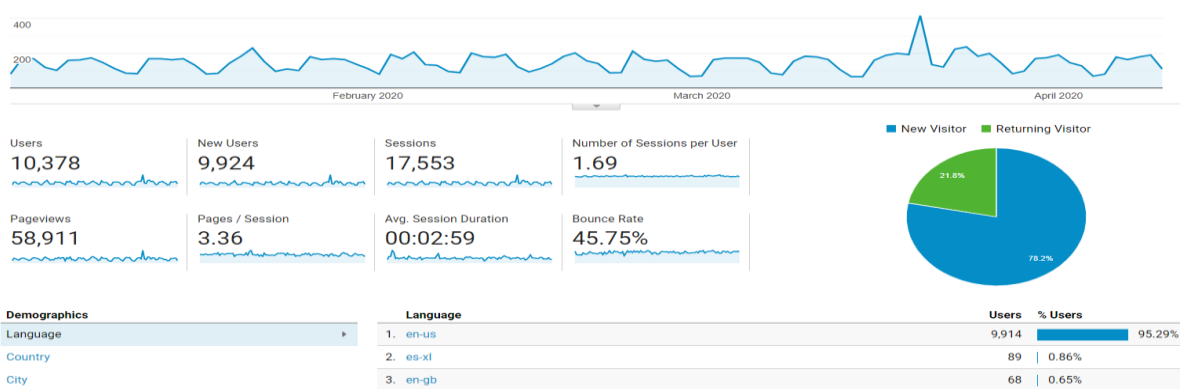 400
200
February 2020 March 2020 April 2020
New Visitor Returning Visitor
Users New Users Sessions Number of Sessions per User
10,378 9,924 17,553 1.69
21.8%
Pageviews Pages / Session Avg. Session Duration Bounce Rate
58,911 3.36 00:02:59 45.75%
78.2%
Demographics Language Users % Users
Language 1. en-us 9,914 95.29%
Country 2. es-xl 89 0.86%
City 3. en-gb 68 0.65%